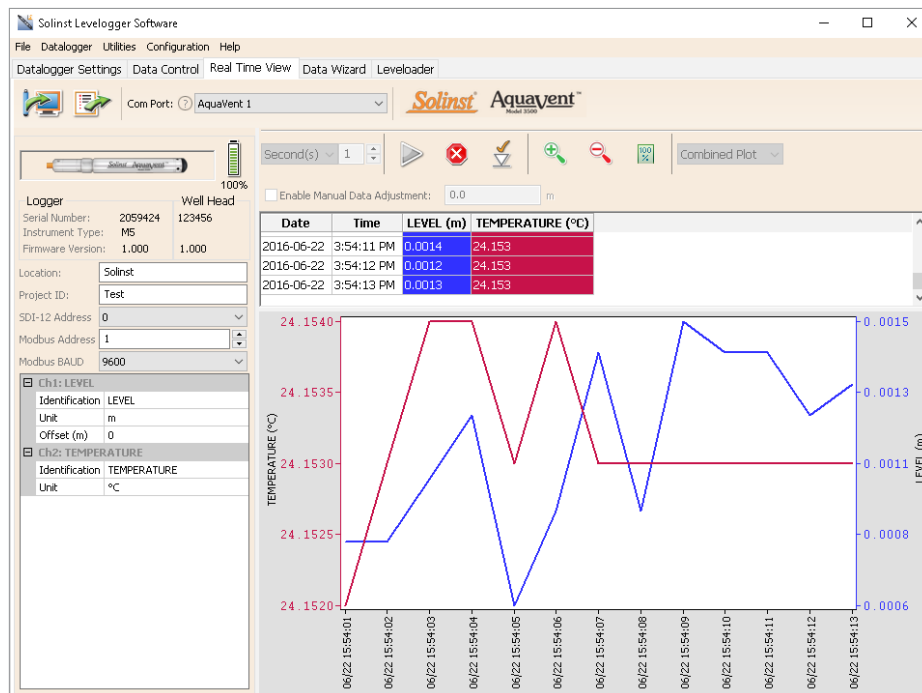 Solinst Levelogger Software
File Datalogger Utilities Configuration Help
Datalogger Settings Data Control Real Time View Data Wizard Leveloader
Com Port: ? AquaVent 1
Solinst Aquavent™
Model 3500
Solinst Aquavent
100%
Second(s) 1
100 %
Combined Plot
Enable Manual Data Adjustment: 0.0 m
Logger Well Head
Serial Number: 2059424 123456
Instrument Type: M5
Firmware Version: 1.000 1.000
Location: Solinst
Project ID: Test
SDI-12 Address 0
Modbus Address 1
Modbus BAUD 9600
Ch1: LEVEL
Identification LEVEL
Unit m
Offset (m) 0
Ch2: TEMPERATURE
Identification TEMPERATURE
Unit °C
Date Time LEVEL (m) TEMPERATURE (°C)
2016-06-22 3:54:11 PM 0.0014 24.153
2016-06-22 3:54:12 PM 0.0012 24.153
2016-06-22 3:54:13 PM 0.0013 24.153
TEMPERATURE (°C)
24.1540
24.1535
24.1530
24.1525
24.1520
0.0015
0.0013
0.0011
0.0008
0.0006
LEVEL (m)
06/22 15:54:01
06/22 15:54:02
06/22 15:54:03
06/22 15:54:04
06/22 15:54:05
06/22 15:54:06
06/22 15:54:07
06/22 15:54:08
06/22 15:54:09
06/22 15:54:10
06/22 15:54:11
06/22 15:54:12
06/22 15:54:13